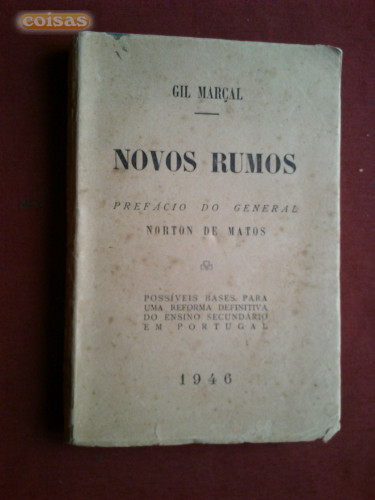 coisas
GIL MARÇAL
NOVOS RUMOS
PREFÁCIO DO GENERAL
NORTON DE MATOS
POSSÍVEIS BASES PARA
UMA REFORMA DEFINITIVA
DO ENSINO SECUNDÁRIO
EM PORTUGAL
1946